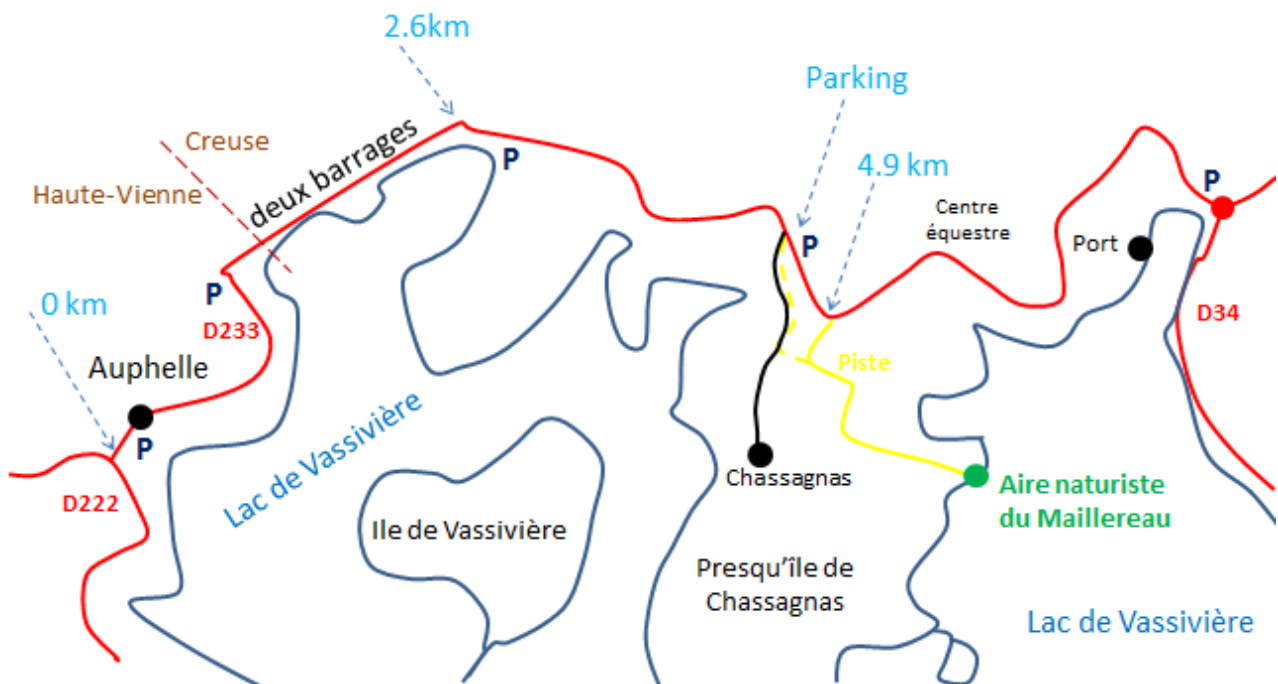 2.6km
Parking
Creuse
deux barrages
P
4.9 km
P
Haute-Vienne
Centre
équestre
P
Port
0 km
P
D233
D34
Auphelle
Piste
P
Lac de Vassivière
Chassagnas
D222
Aire naturiste
du Maillereau
Ile de Vassivière
Presqu'île de
Chassagnas
Lac de Vassivière